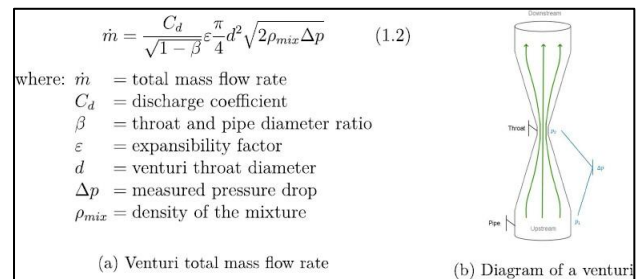 ṁ = C_d / √(1 − β) ε π/4 d² √(2ρ_mix Δp) (1.2)
where: ṁ = total mass flow rate
C_d = discharge coefficient
β = throat and pipe diameter ratio
ε = expansibility factor
d = venturi throat diameter
Δp = measured pressure drop
ρ_mix = density of the mixture
(a) Venturi total mass flow rate
Downstream
Throat
Δp
Pipe
Upstream
(b) Diagram of a venturi